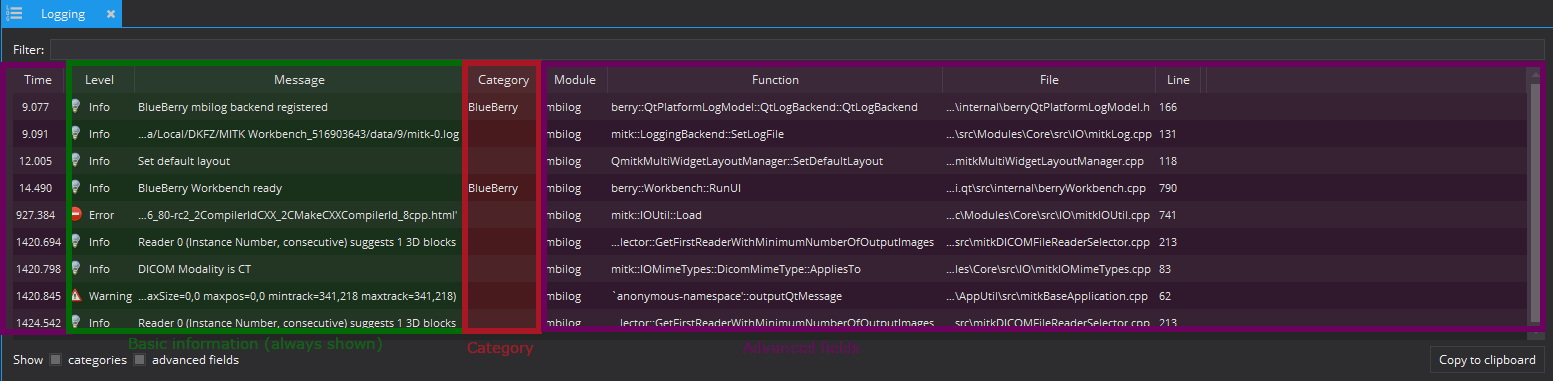 Logging
Filter:
Time Level Message Category Module Function File Line
9.077 Info BlueBerry mbilog backend registered BlueBerry mbilog berry::QtPlatformLogModel::QtLogBackend::QtLogBackend ...\internal\berryQtPlatformLogModel.h 166
9.091 Info ...a/Local/DKFZ/MITK Workbench_516903643/data/9/mitk-0.log mbilog mitk::LoggingBackend::SetLogFile ...\src\Modules\Core\src\IO\mitkLog.cpp 131
12.005 Info Set default layout mbilog QmitkMultiWidgetLayoutManager::SetDefaultLayout ...mitkMultiWidgetLayoutManager.cpp 118
14.490 Info BlueBerry Workbench ready BlueBerry mbilog berry::Workbench::RunUI ...i.qt\src\internal\berryWorkbench.cpp 790
927.384 Error ...6_80-rc2_2CompilerIdCXX_2CMakeCXXCompilerId_8cpp.html' mbilog mitk::IOUtil::Load ...c\Modules\Core\src\IO\mitkIOUtil.cpp 741
1420.694 Info Reader 0 (Instance Number, consecutive) suggests 1 3D blocks mbilog ...lector::GetFirstReaderWithMinimumNumberOfOutputImages ...src\mitkDICOMFileReaderSelector.cpp 213
1420.798 Info DICOM Modality is CT mbilog mitk::IOMimeTypes::DicomMimeType::AppliesTo ...les\Core\src\IO\mitkIOMimeTypes.cpp 83
1420.845 Warning ...axSize=0,0 maxpos=0,0 mintrack=341,218 maxtrack=341,218) mbilog `anonymous-namespace'::outputQtMessage ...\AppUtil\src\mitkBaseApplication.cpp 62
1424.542 Info Reader 0 (Instance Number, consecutive) suggests 1 3D blocks mbilog ...lector::GetFirstReaderWithMinimumNumberOfOutputImages ...src\mitkDICOMFileReaderSelector.cpp 213
Basic information (always shown) Category Advanced fields
Show categories advanced fields Copy to clipboard